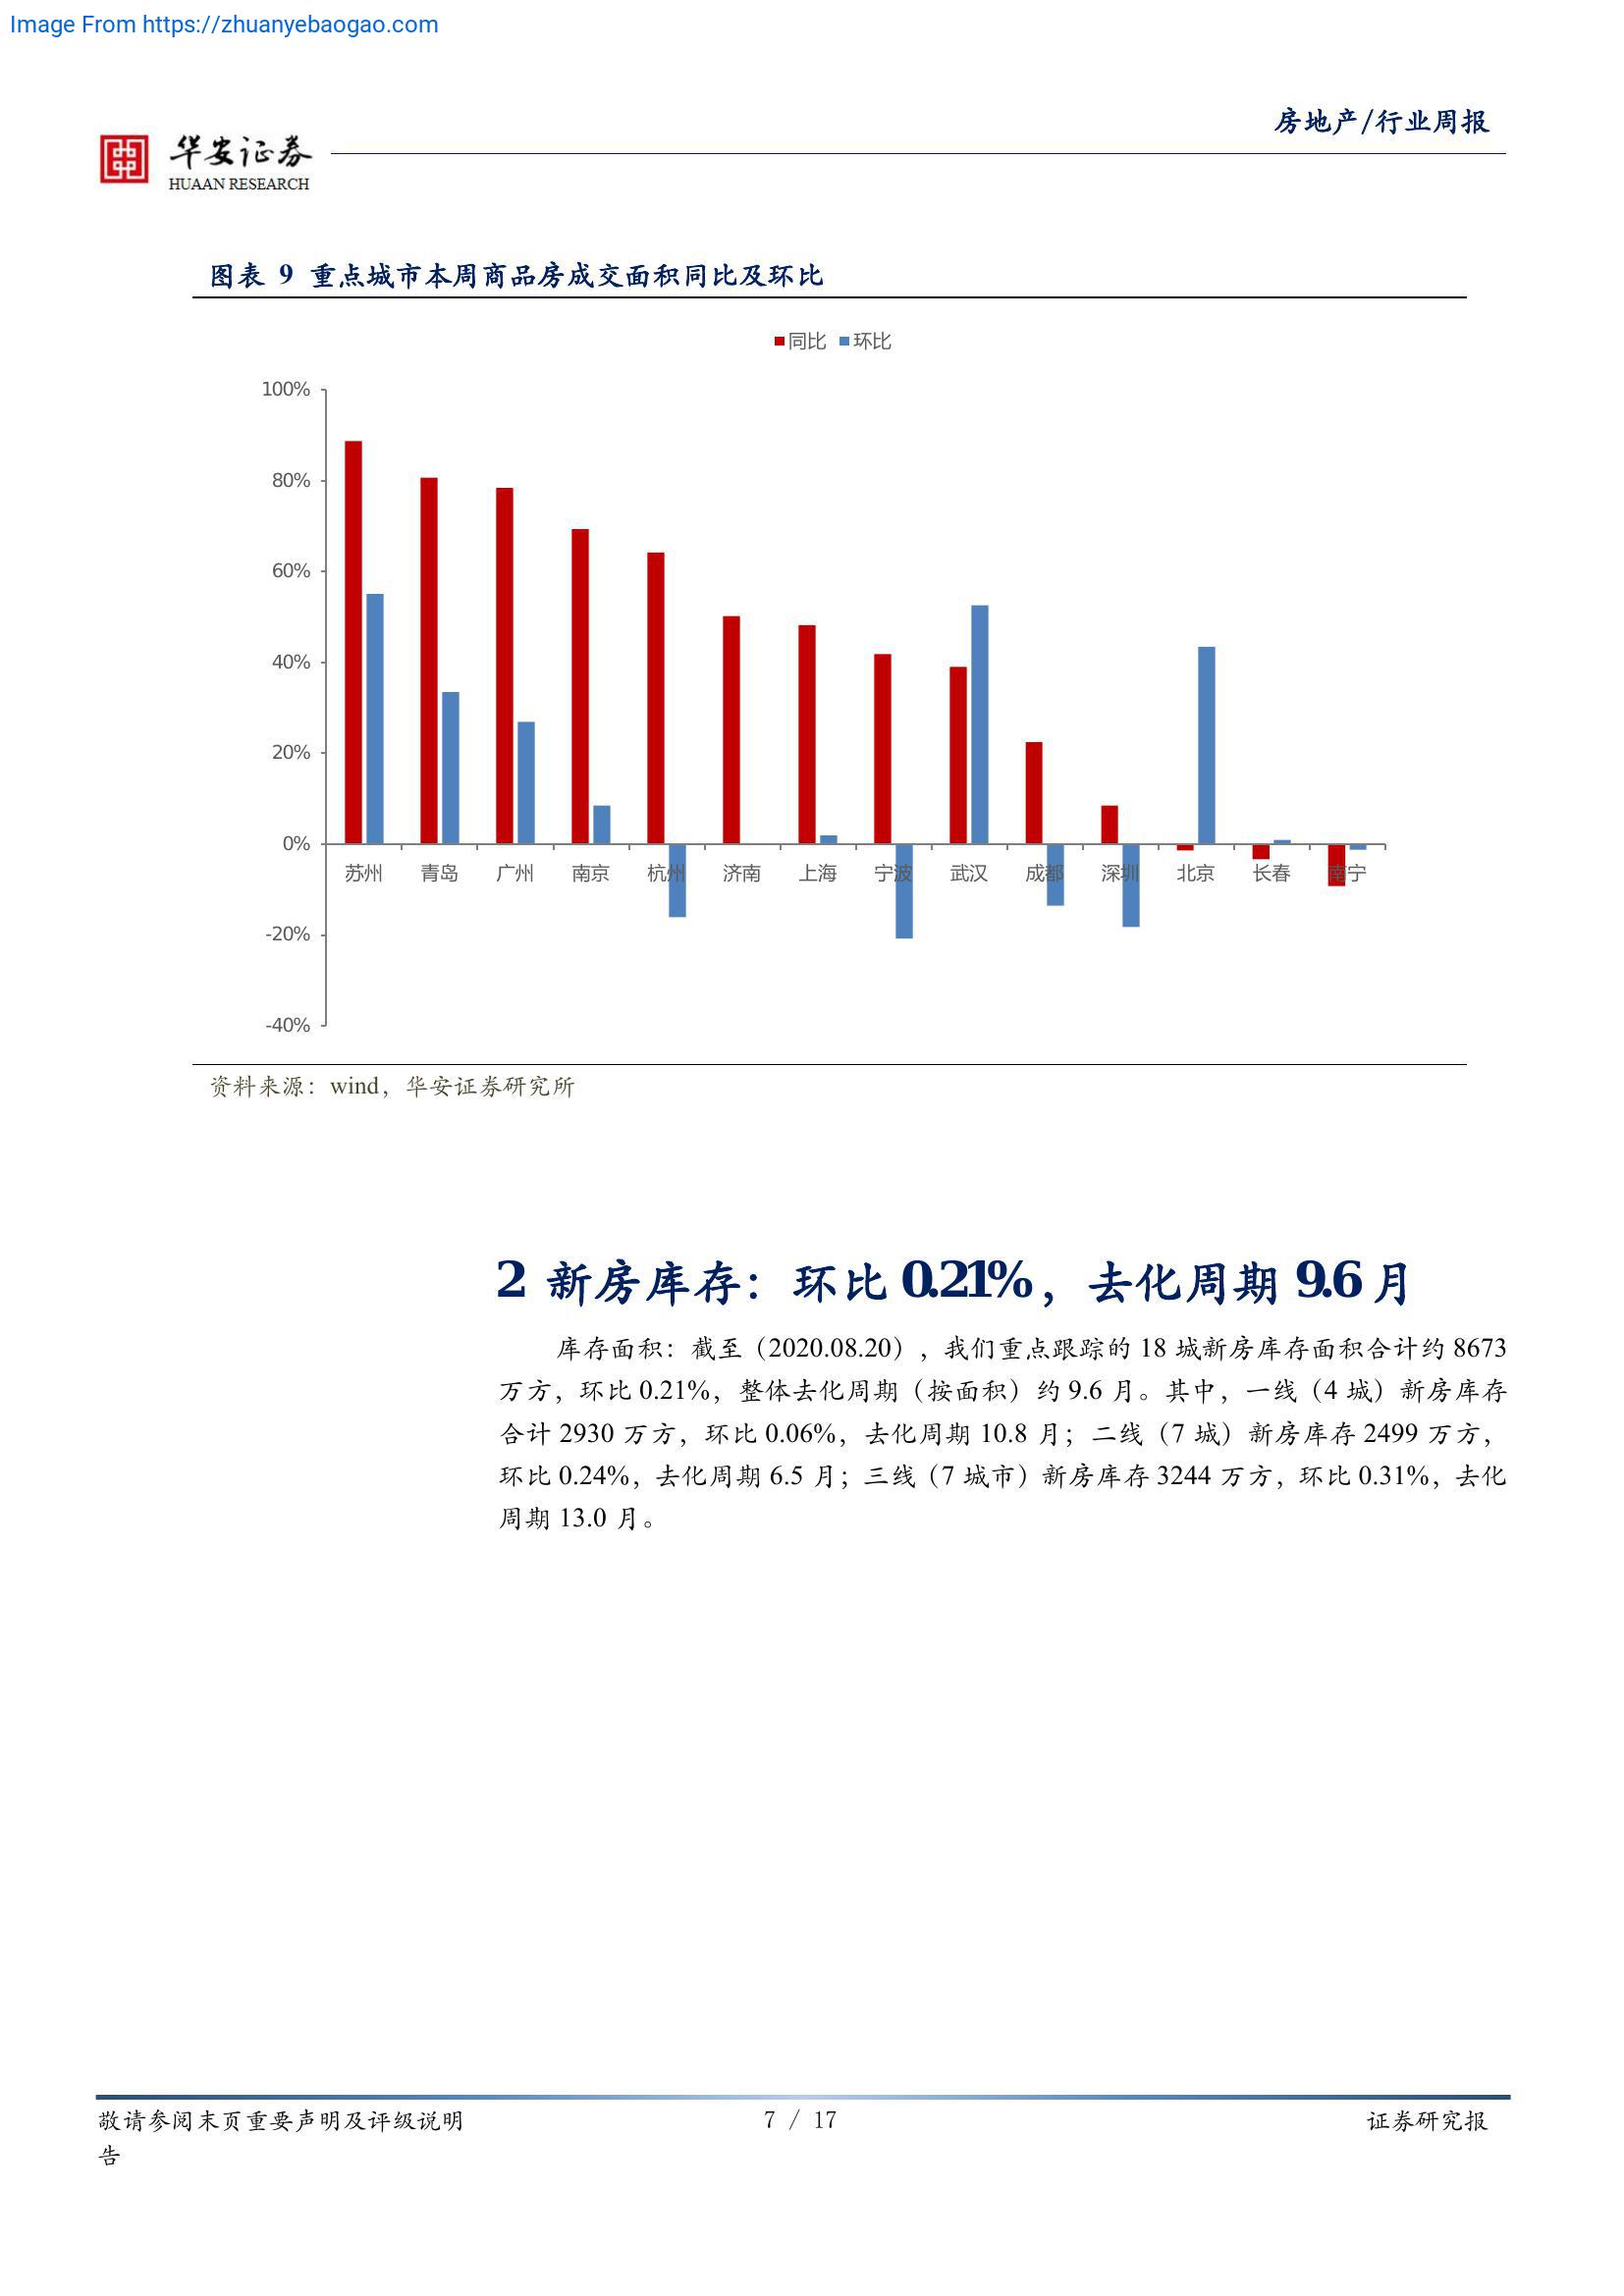 Image From https://zhuanyebaogao.com
房地产/行业周报
华安证券
HUAAN RESEARCH
图表 9 重点城市本周商品房成交面积同比及环比
同比 环比
100%
80%
60%
40%
20%
0%
-20%
-40%
苏州 青岛 广州 南京 杭州 济南 上海 宁波 武汉 成都 深圳 北京 长春 南宁
资料来源：wind，华安证券研究所
2 新房库存：环比 0.21%，去化周期 9.6 月
库存面积：截至（2020.08.20），我们重点跟踪的 18 城新房库存面积合计约 8673
万方，环比 0.21%，整体去化周期（按面积）约 9.6 月。其中，一线（4 城）新房库存
合计 2930 万方，环比 0.06%，去化周期 10.8 月；二线（7 城）新房库存 2499 万方，
环比 0.24%，去化周期 6.5 月；三线（7 城市）新房库存 3244 万方，环比 0.31%，去化
周期 13.0 月。
敬请参阅末页重要声明及评级说明 7 / 17 证券研究报
告